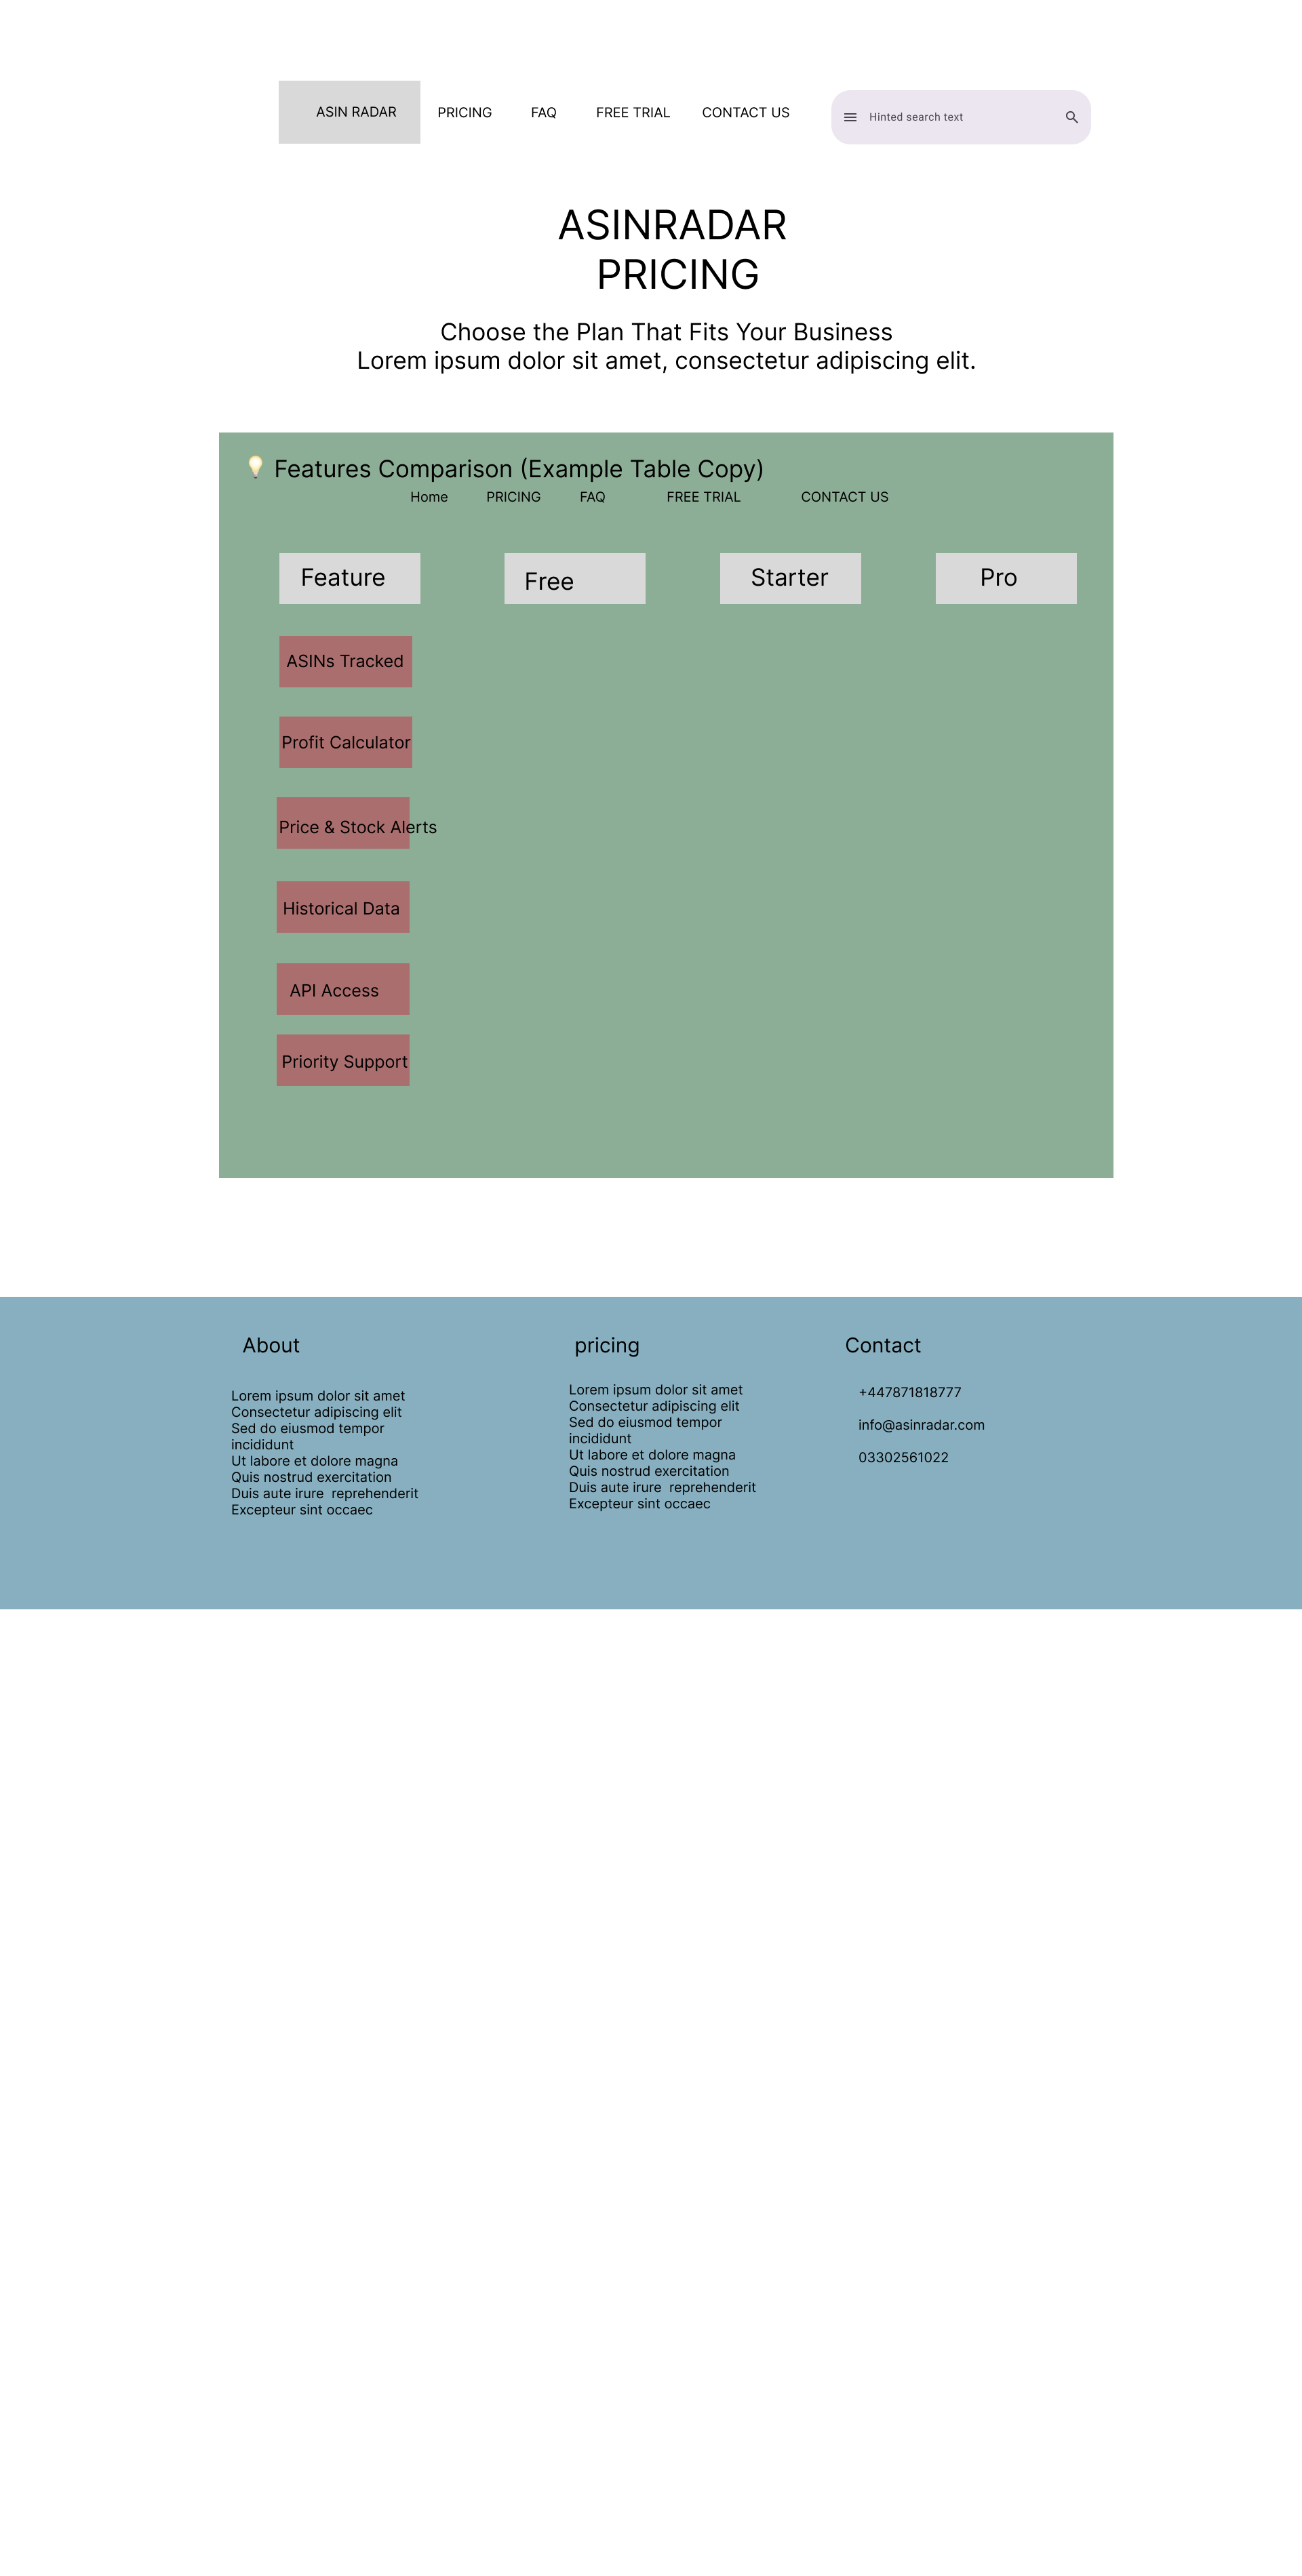 ASIN RADAR
PRICING
FAQ
FREE TRIAL
CONTACT US
Hinted search text
ASINRADAR
PRICING
Choose the Plan That Fits Your Business
Lorem ipsum dolor sit amet, consectetur adipiscing elit.
💡 Features Comparison (Example Table Copy)
Home
PRICING
FAQ
FREE TRIAL
CONTACT US
Feature
Free
Starter
Pro
ASINs Tracked
Profit Calculator
Price & Stock Alerts
Historical Data
API Access
Priority Support
About
Lorem ipsum dolor sit amet
Consectetur adipiscing elit
Sed do eiusmod tempor
incididunt
Ut labore et dolore magna
Quis nostrud exercitation
Duis aute irure  reprehenderit
Excepteur sint occaec
pricing
Lorem ipsum dolor sit amet
Consectetur adipiscing elit
Sed do eiusmod tempor
incididunt
Ut labore et dolore magna
Quis nostrud exercitation
Duis aute irure  reprehenderit
Excepteur sint occaec
Contact
+447871818777
info@asinradar.com
03302561022